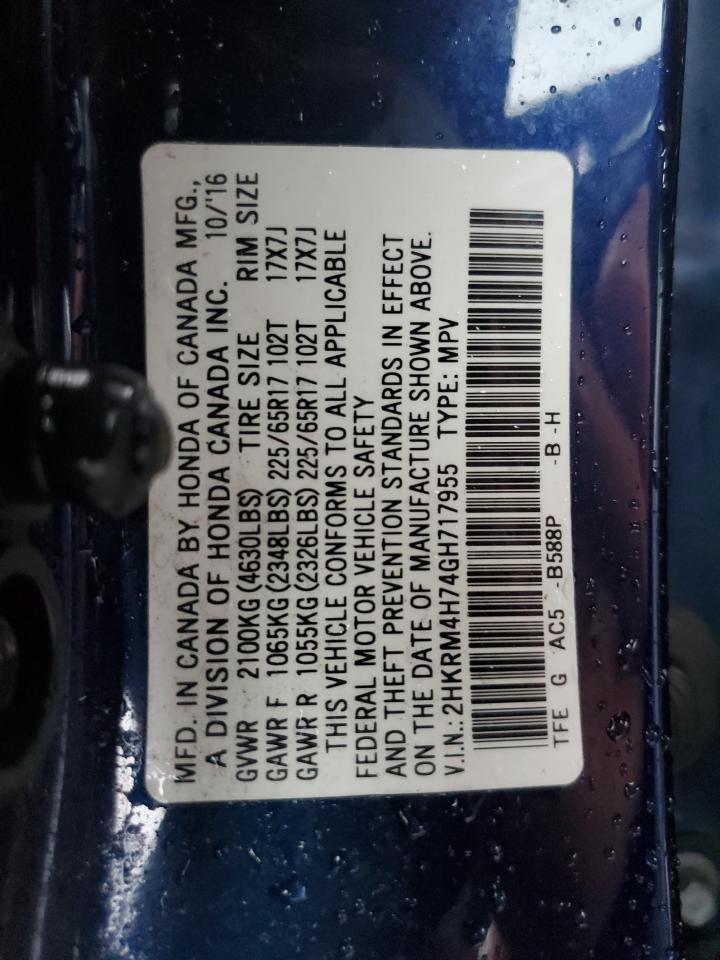 MFD. IN CANADA BY HONDA OF CANADA MFG.,
A DIVISION OF HONDA CANADA INC. 10/'16
GVWR 2100KG(4630LBS) TIRE SIZE RIM SIZE
GAWR F 1065KG(2348LBS) 225/65R17 102T 17X7J
GAWR R 1055KG(2326LBS) 225/65R17 102T 17X7J
THIS VEHICLE CONFORMS TO ALL APPLICABLE
FEDERAL MOTOR VEHICLE SAFETY
AND THEFT PREVENTION STANDARDS IN EFFECT
ON THE DATE OF MANUFACTURE SHOWN ABOVE.
V.I.N.:2HKRM4H74GH717955 TYPE: MPV
TFE G AC5 -B588P -B -H